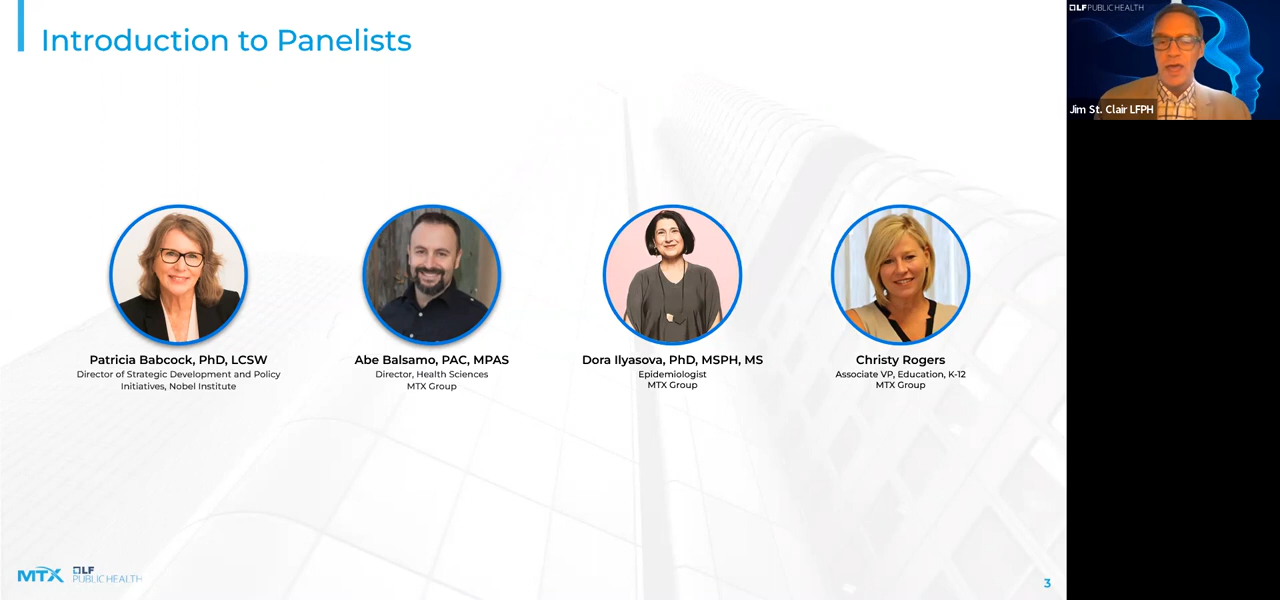 Introduction to Panelists
Patricia Babcock, PhD, LCSW
Director of Strategic Development and Policy
Initiatives, Nobel Institute
Abe Balsamo, PAC, MPAS
Director, Health Sciences
MTX Group
Dora Ilyasova, PhD, MSPH, MS
Epidemiologist
MTX Group
Christy Rogers
Associate VP, Education, K-12
MTX Group
MTX
LF
PUBLIC HEALTH
3
LF PUBLIC HEALTH
Jim St. Clair LFPH